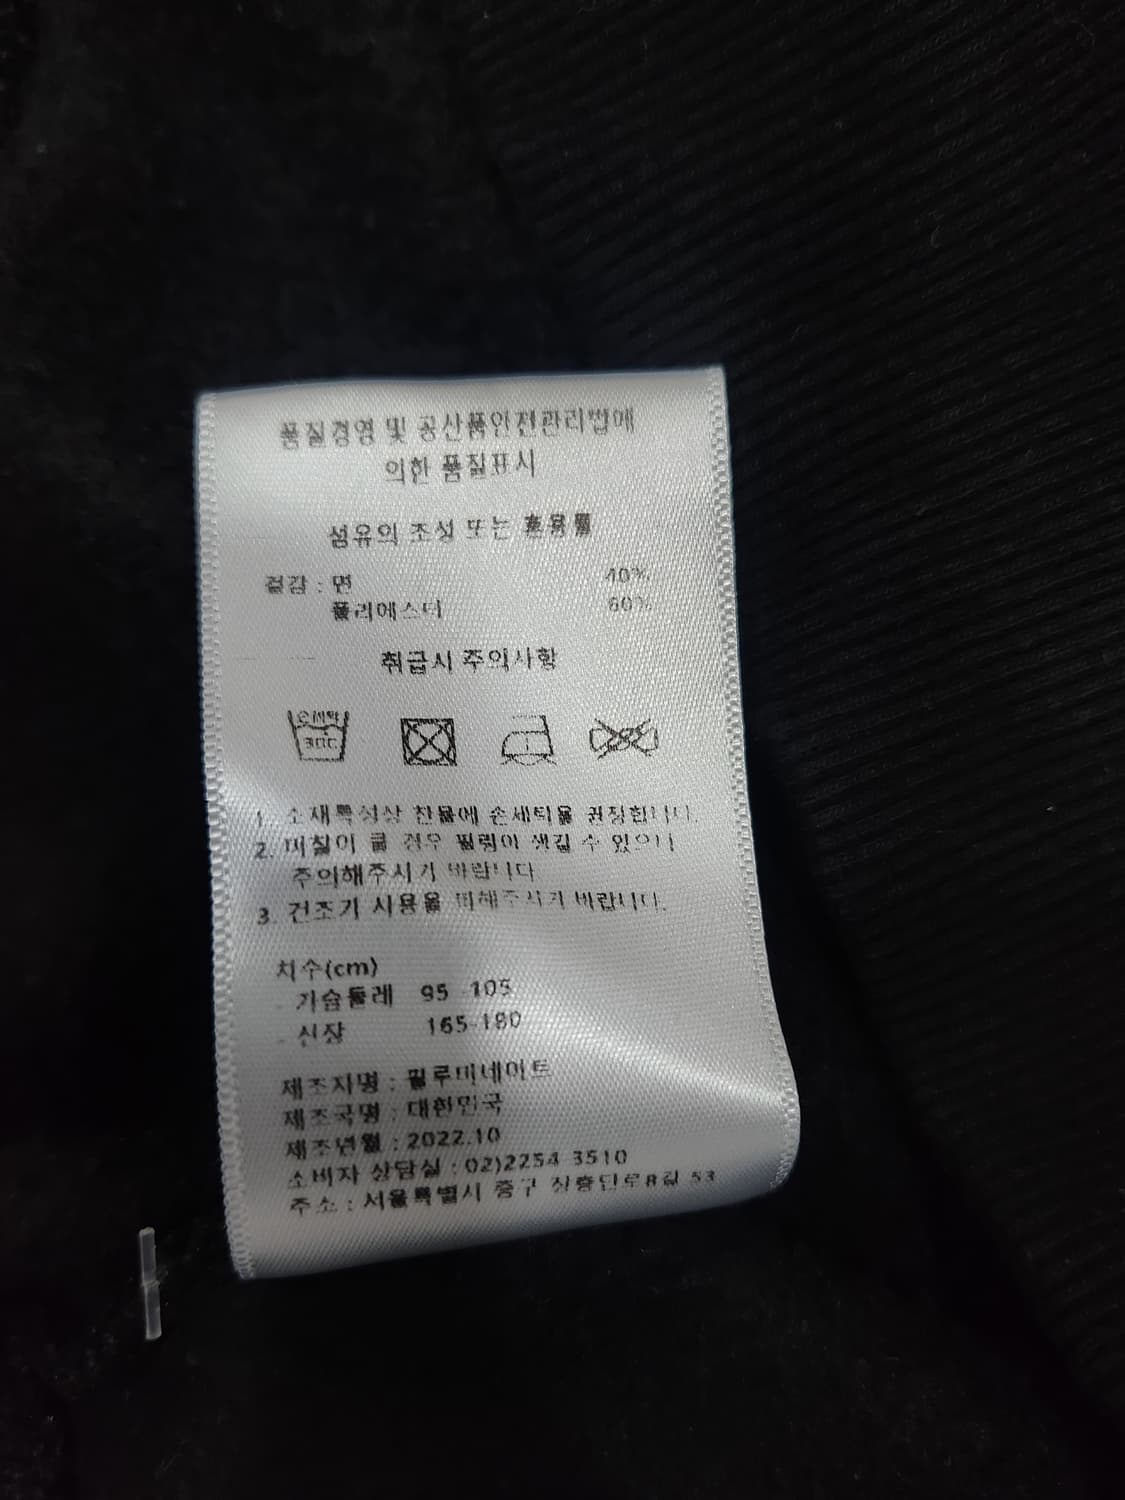 품질경영 및 공산품안전관리법에
의한 품질표시
섬유의 조성 또는 혼용률
겉감 : 면 40%
폴리에스터 60%
취급시 주의사항
손세탁
30C
1. 소재특성상 찬물에 손세탁을 권장합니다.
2. 마찰이 클 경우 필링이 생길 수 있으니
주의해주시기 바랍니다
3. 건조기 사용을 피해주시기 바랍니다.
치수(cm)
- 가슴둘레 95 -105
- 신장 165-180
제조자명 : 필루미네이트
제조국명 : 대한민국
제조년월 : 2022.10
소비자 상담실 : 02)2254 3510
주소 : 서울특별시 중구 장충단로8길 53